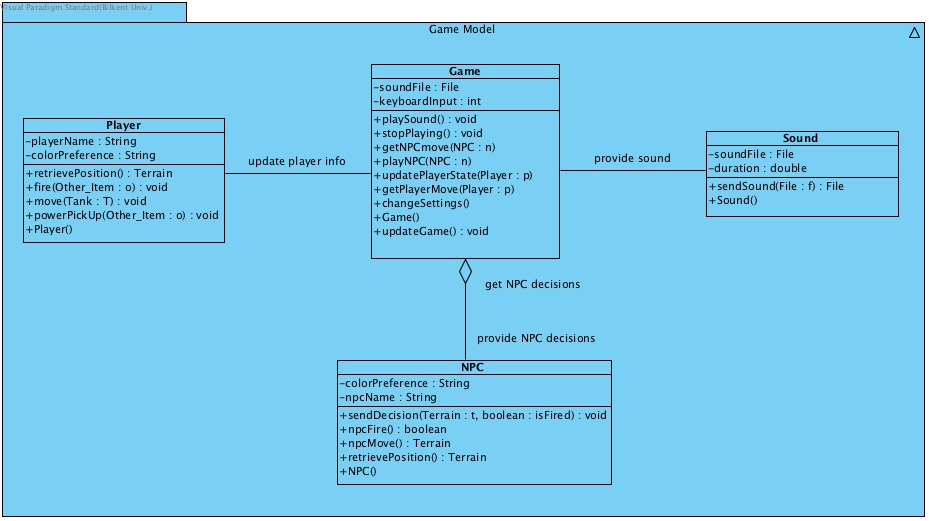 Visual Paradigm Standard(Bilkent Univ.)
Game Model
Game
-soundFile : File
-keyboardInput : int
+playSound() : void
+stopPlaying() : void
+getNPCmove(NPC : n)
+playNPC(NPC : n)
+updatePlayerState(Player : p)
+getPlayerMove(Player : p)
+changeSettings()
+Game()
+updateGame() : void
Player
-playerName : String
-colorPreference : String
+retrievePosition() : Terrain
+fire(Other_Item : o) : void
+move(Tank : T) : void
+powerPickUp(Other_Item : o) : void
+Player()
update player info
provide sound
Sound
-soundFile : File
-duration : double
+sendSound(File : f) : File
+Sound()
get NPC decisions
provide NPC decisions
NPC
-colorPreference : String
-npcName : String
+sendDecision(Terrain : t, boolean : isFired) : void
+npcFire() : boolean
+npcMove() : Terrain
+retrievePosition() : Terrain
+NPC()